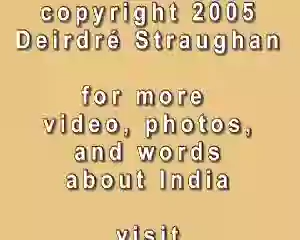 copyright 2005
Deirdré Straughan
for more
video, photos,
and words
about India
visit